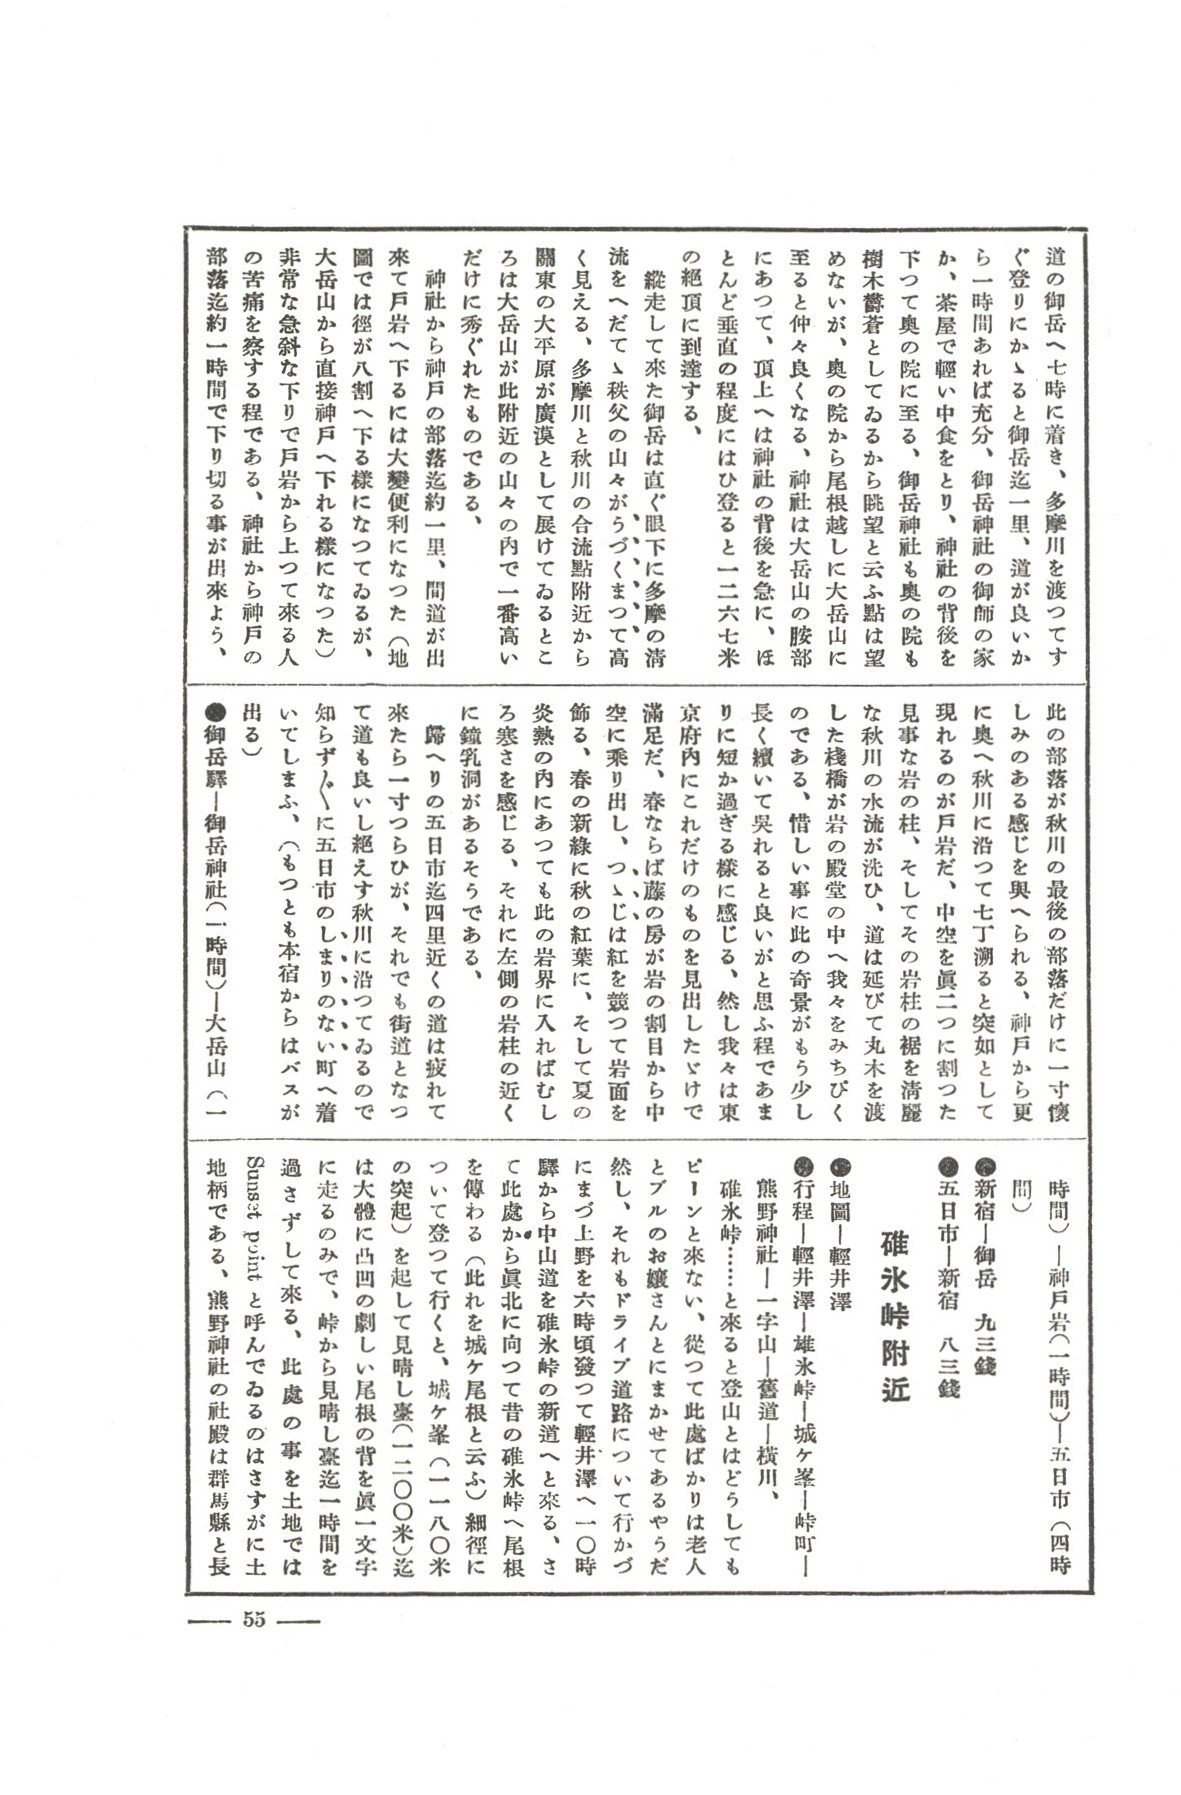 道の御岳へ七時に着き、多摩川を渡つてす
ぐ登りにかゝると御岳迄一里、道が良いか
ら一時間あれば充分、御岳神社の御師の家
か、茶屋で輕い中食をとり、神社の背後を
下つて奥の院に至る、御岳神社も奥の院も
樹木欝蒼としてゐるから眺望と云ふ點は望
めないが、奥の院から尾根越しに大岳山に
至ると仲々良くなる、神社は大岳山の胺部
にあつて、頂上へは神社の背後を急に、ほ
とんど垂直の程度にはひ登ると一二六七米
の絕頂に到達する、
縱走して來た御岳は直ぐ眼下に多摩の清
流をへだてゝ秩父の山々がうづくまつて高
く見える、多摩川と秋川の合流點附近から
關東の大平原が廣漠として展けてゐるとこ
ろは大岳山が此附近の山々の内で一番高い
だけに秀ぐれたものである、
神社から神戸の部落迄約一里、間道が出
來て戸岩へ下るには大變便利になつた（地
圖では徑が八割へ下る樣になつてゐるが、
大岳山から直接神戸へ下れる樣になつた）
非常な急斜な下りで戸岩から上つて來る人
の苦痛を察する程である、神社から神戸の
部落迄約一時間で下り切る事が出來よう、
此の部落が秋川の最後の部落だけに一寸懷
しみのある感じを與へられる、神戸から更
に奥へ秋川に沿つて七丁溯ると突如として
現れるのが戸岩だ、中空を眞二つに割つた
見事な岩の柱、そしてその岩柱の裾を淸麗
な秋川の水流が洗ひ、道は延びて丸木を渡
した棧橋が岩の殿堂の中へ我々をみちびく
のである、惜しい事に此の奇景がもう少し
長く續いて吳れると良いがと思ふ程であま
りに短か過ぎる樣に感じる、然し我々は東
京府内にこれだけのものを見出したゞけで
滿足だ、春ならば藤の房が岩の割目から中
空に乘り出し、つゝじは紅を競つて岩面を
飾る、春の新綠に秋の紅葉に、そして夏の
炎熱の内にあつても此の岩界に入ればむし
ろ寒さを感じる、それに左側の岩柱の近く
に鐘乳洞があるそうである、
歸へりの五日市迄四里近くの道は疲れて
來たら一寸つらひが、それでも街道となつ
て道も良いし絕えす秋川に沿つてゐるので
知らず〴〵に五日市のしまりのない町へ着
いてしまふ、（もつとも本宿からはバスが
出る）
●御岳驛—御岳神社（一時間）—大岳山（一
時間）—神戸岩（一時間）—五日市（四時
間）
●新宿—御岳 九三錢
●五日市—新宿 八三錢
碓氷峠附近
●地圖—輕井澤
●行程—輕井澤—雄氷峠—城ケ峯—峠町—
熊野神社—一字山—舊道—橫川、
碓氷峠……と來ると登山とはどうしても
ピーンと來ない、從つて此處ばかりは老人
とブルのお孃さんとにまかせてあるやうだ
然し、それもドライブ道路について行かづ
にまづ上野を六時頃發つて輕井澤へ一〇時
驛から中山道を碓氷峠の新道へと來る、さ
て此處から眞北に向つて昔の碓氷峠へ尾根
を傳わる（此れを城ケ尾根と云ふ）細徑に
ついて登つて行くと、城ケ峯（一一八〇米
の突起）を起して見晴し臺（一二〇〇米）迄
は大體に凸凹の劇しい尾根の背を眞一文字
に走るのみで、峠から見晴し臺迄一時間を
過さずして來る、此處の事を土地では
Sunset point と呼んでゐるのはさすがに土
地柄である、熊野神社の社殿は群馬縣と長
55